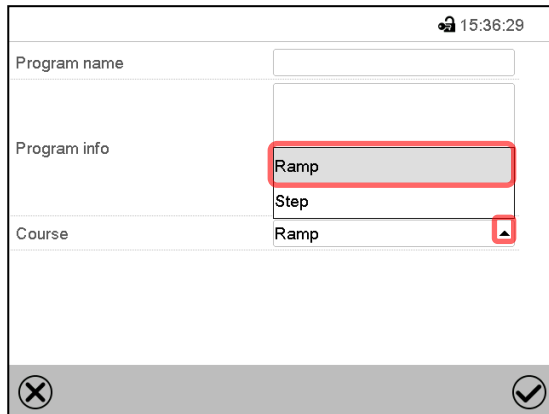 15:36:29
Program name
Program info
Ramp
Step
Course
Ramp